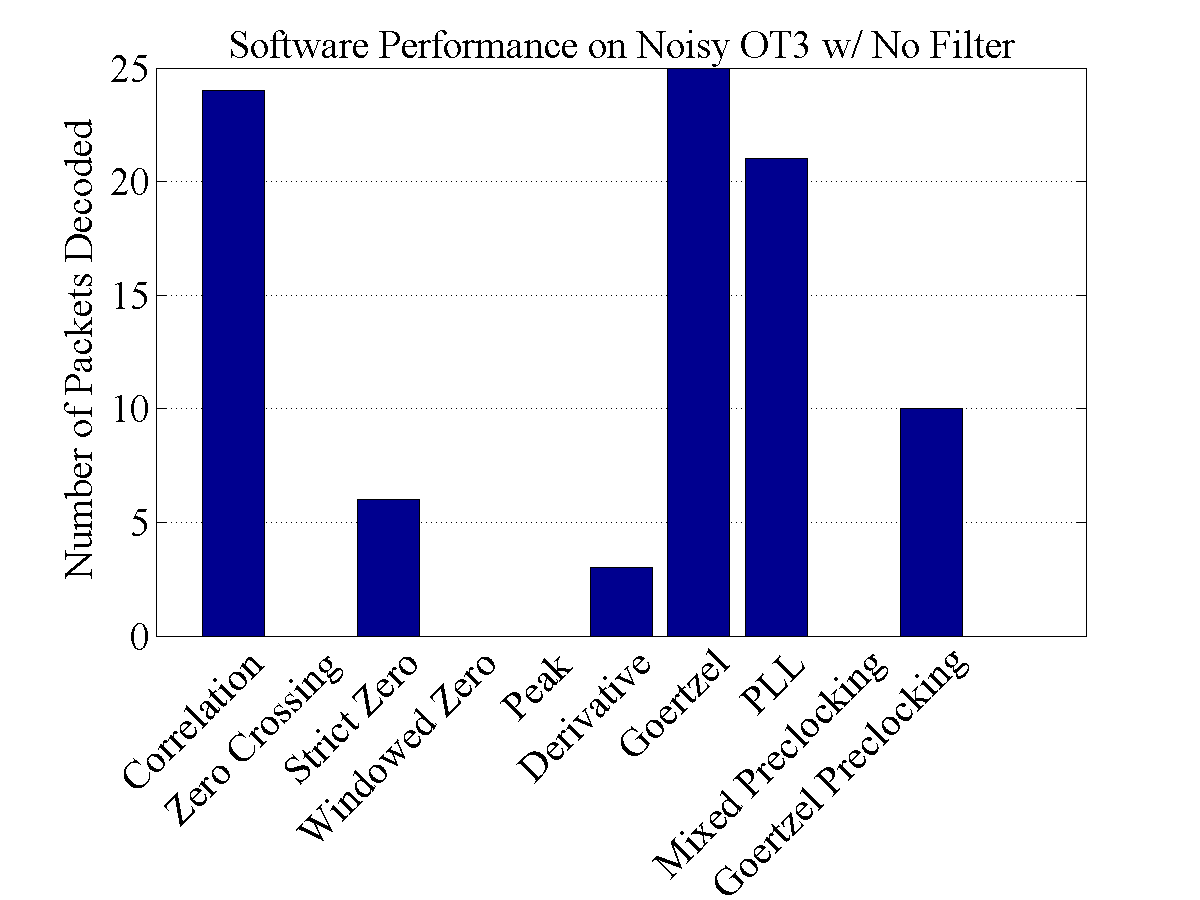 Software Performance on Noisy OT3 w/ No Filter
Number of Packets Decoded
25
20
15
10
5
0
Correlation
Zero Crossing
Strict Zero
Windowed Zero
Peak
Derivative
Goertzel
PLL
Mixed Preclocking
Goertzel Preclocking